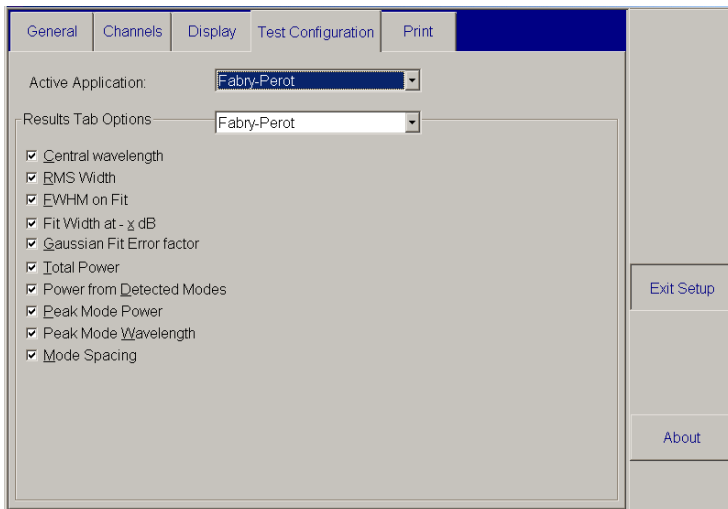 General Channels Display Test Configuration Print
Active Application: Fabry-Perot
Results Tab Options Fabry-Perot
Central wavelength
RMS Width
FWHM on Fit
Fit Width at - x dB
Gaussian Fit Error factor
Total Power
Power from Detected Modes
Peak Mode Power
Peak Mode Wavelength
Mode Spacing
Exit Setup
About